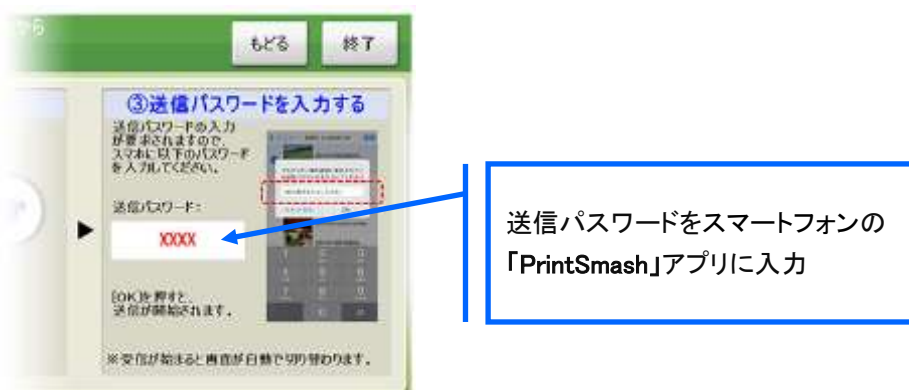 から
もどる
終了
③送信パスワードを入力する
送信パスワードの入力
が要求されますので、
スマホに以下のパスワード
を入力してください。
送信パスワード:
XXXX
[OK]を押すと、
送信が開始されます。
※受信が始まると画面が自動で切り替わります。
送信パスワードをスマートフォンの
「PrintSmash」アプリに入力